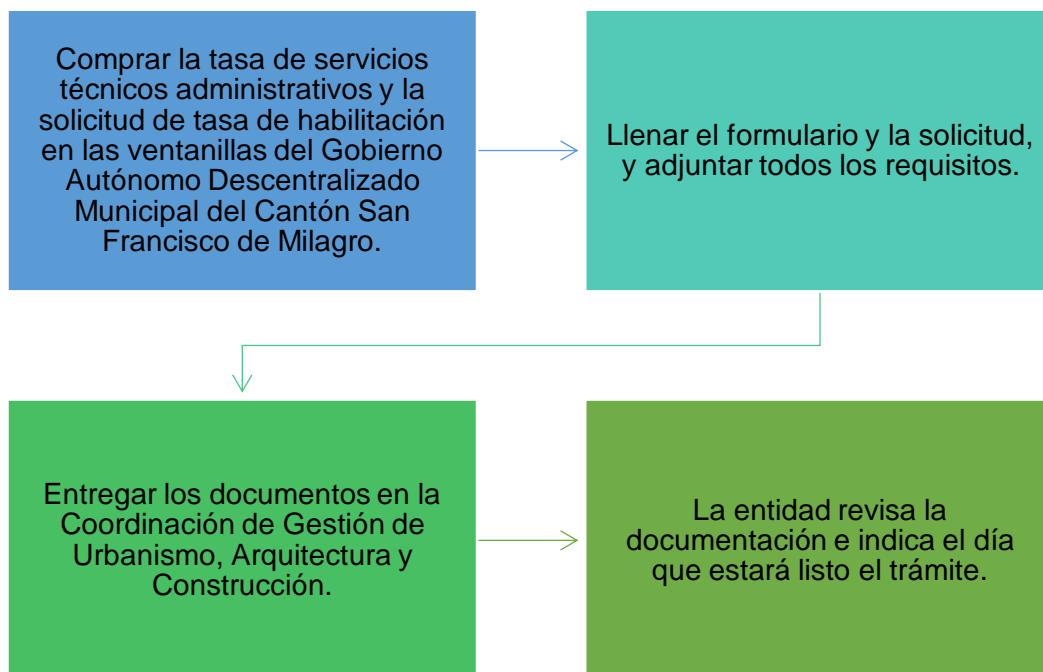 Comprar la tasa de servicios
técnicos administrativos y la
solicitud de tasa de habilitación
en las ventanillas del Gobierno
Autónomo Descentralizado
Municipal del Cantón San
Francisco de Milagro.
Llenar el formulario y la solicitud,
y adjuntar todos los requisitos.
Entregar los documentos en la
Coordinación de Gestión de
Urbanismo, Arquitectura y
Construcción.
La entidad revisa la
documentación e indica el día
que estará listo el trámite.